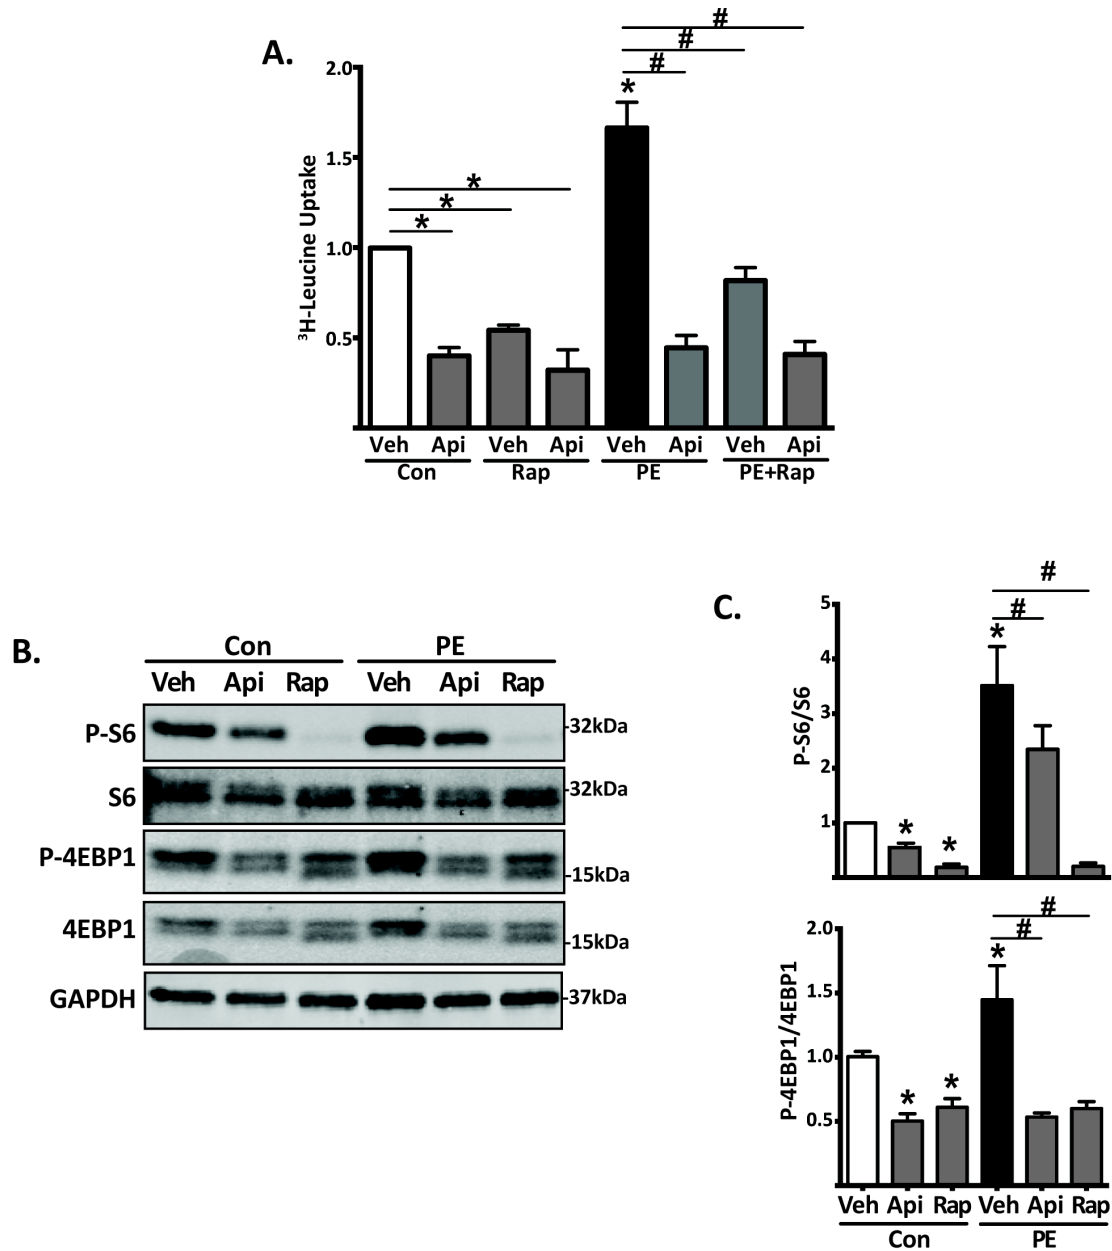 A.
#
#
#
*
*
*
*
2.0
1.5
1.0
0.5
³H-Leucine Uptake
Veh Api Veh Api Veh Api Veh Api
Con Rap PE PE+Rap
B.
Con PE
Veh Api Rap Veh Api Rap
P-S6 -32kDa
S6 -32kDa
P-4EBP1 -15kDa
4EBP1 -15kDa
GAPDH -37kDa
C.
#
#
*
*
*
5
4
3
2
1
P-S6/S6
#
#
*
*
*
2.0
1.5
1.0
0.5
P-4EBP1/4EBP1
Veh Api Rap Veh Api Rap
Con PE